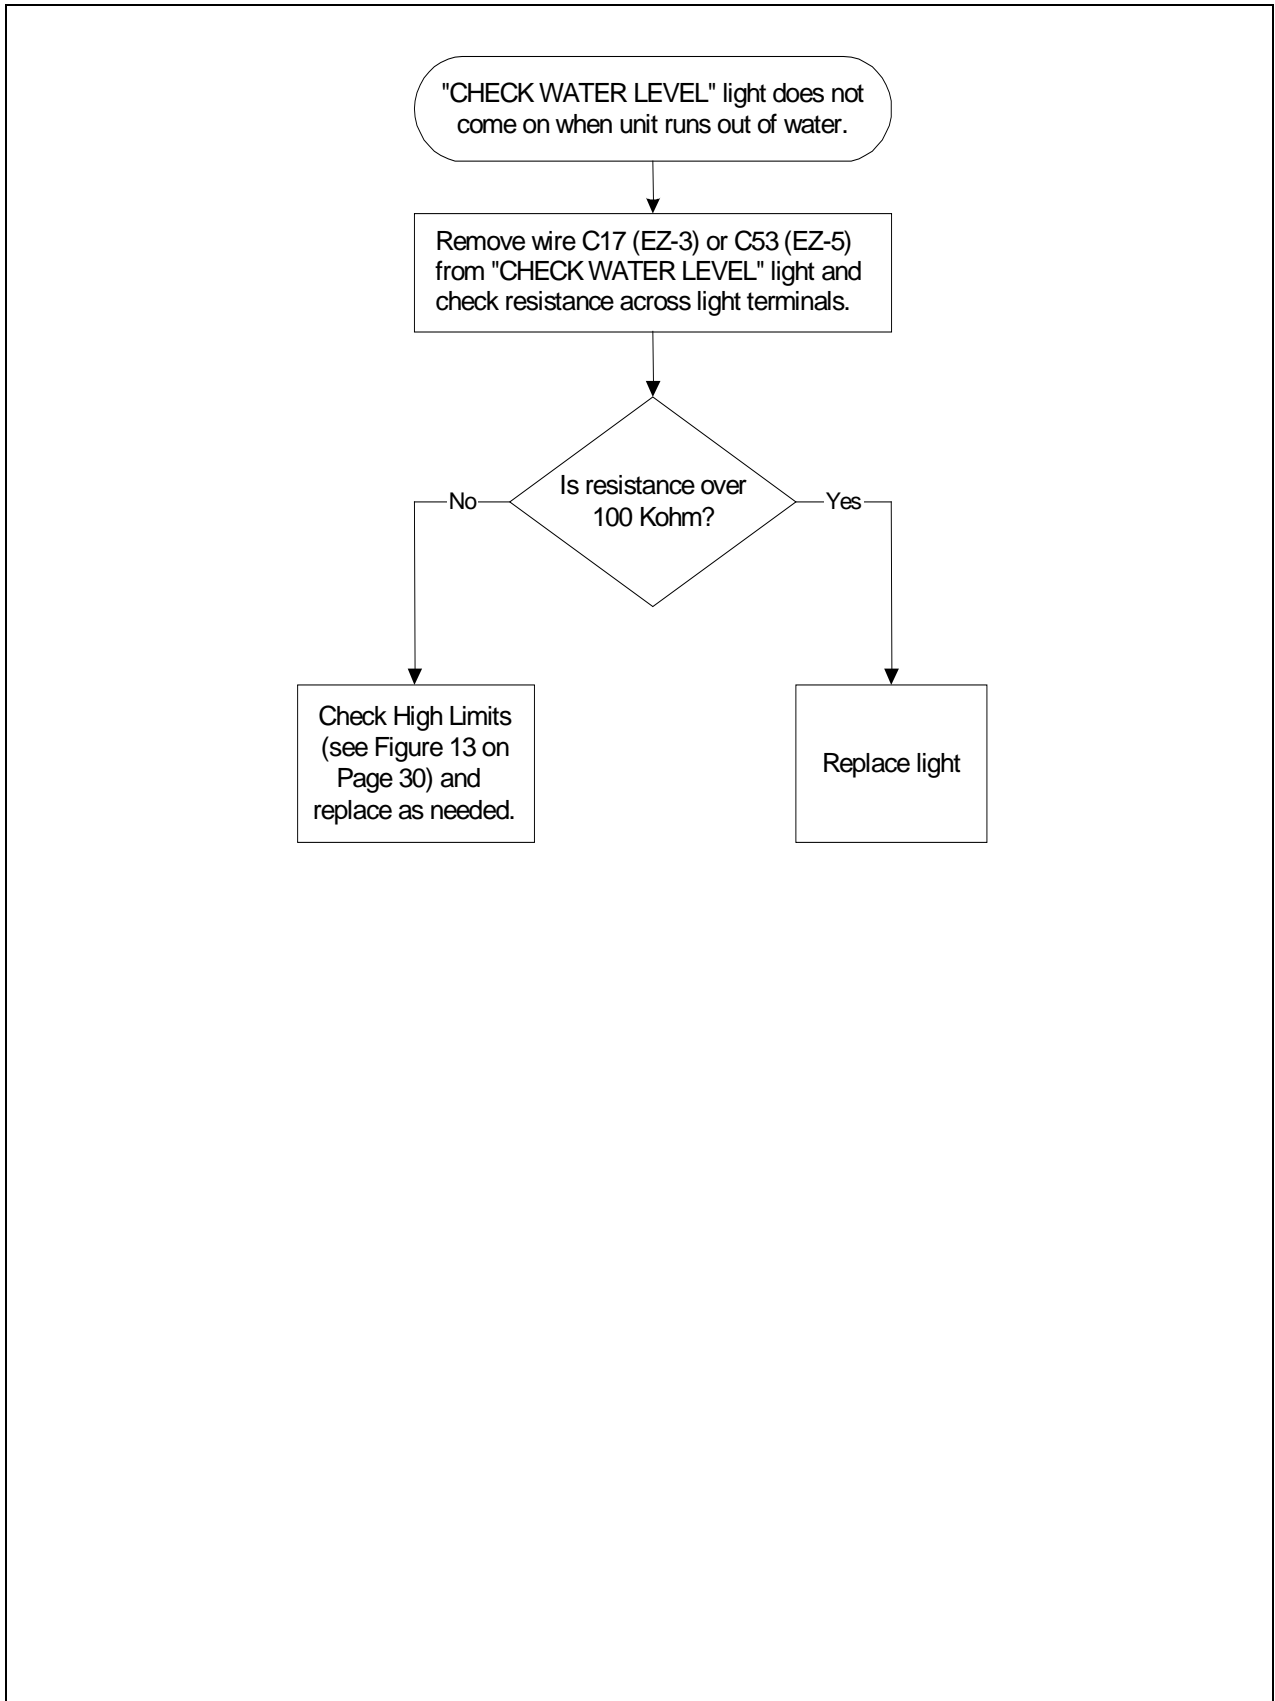 "CHECK WATER LEVEL" light does not
come on when unit runs out of water.
Remove wire C17 (EZ-3) or C53 (EZ-5)
from "CHECK WATER LEVEL" light and
check resistance across light terminals.
Is resistance over
100 Kohm?
No
Yes
Check High Limits
(see Figure 13 on
Page 30) and
replace as needed.
Replace light